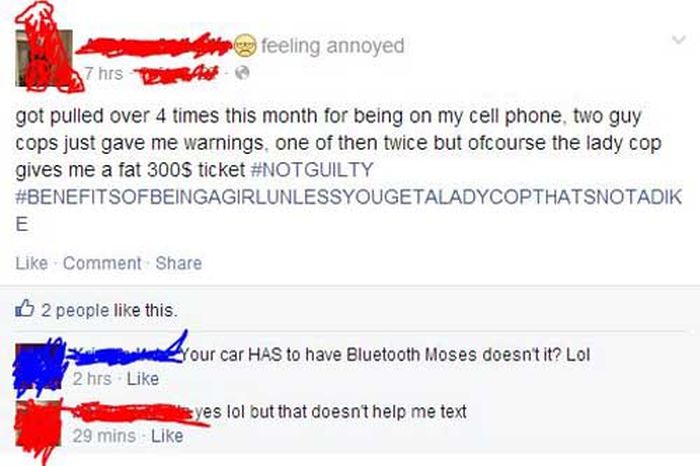 feeling annoyed
7 hrs
got pulled over 4 times this month for being on my cell phone, two guy
cops just gave me warnings, one of then twice but ofcourse the lady cop
gives me a fat 300$ ticket #NOTGUILTY
#BENEFITSOFBEINGAGIRLUNLESSYOUGETALADYCOPTHATSNOTADIK
E
Like · Comment · Share
2 people like this.
Your car HAS to have Bluetooth Moses doesn't it? Lol
2 hrs · Like
yes lol but that doesn't help me text
29 mins · Like